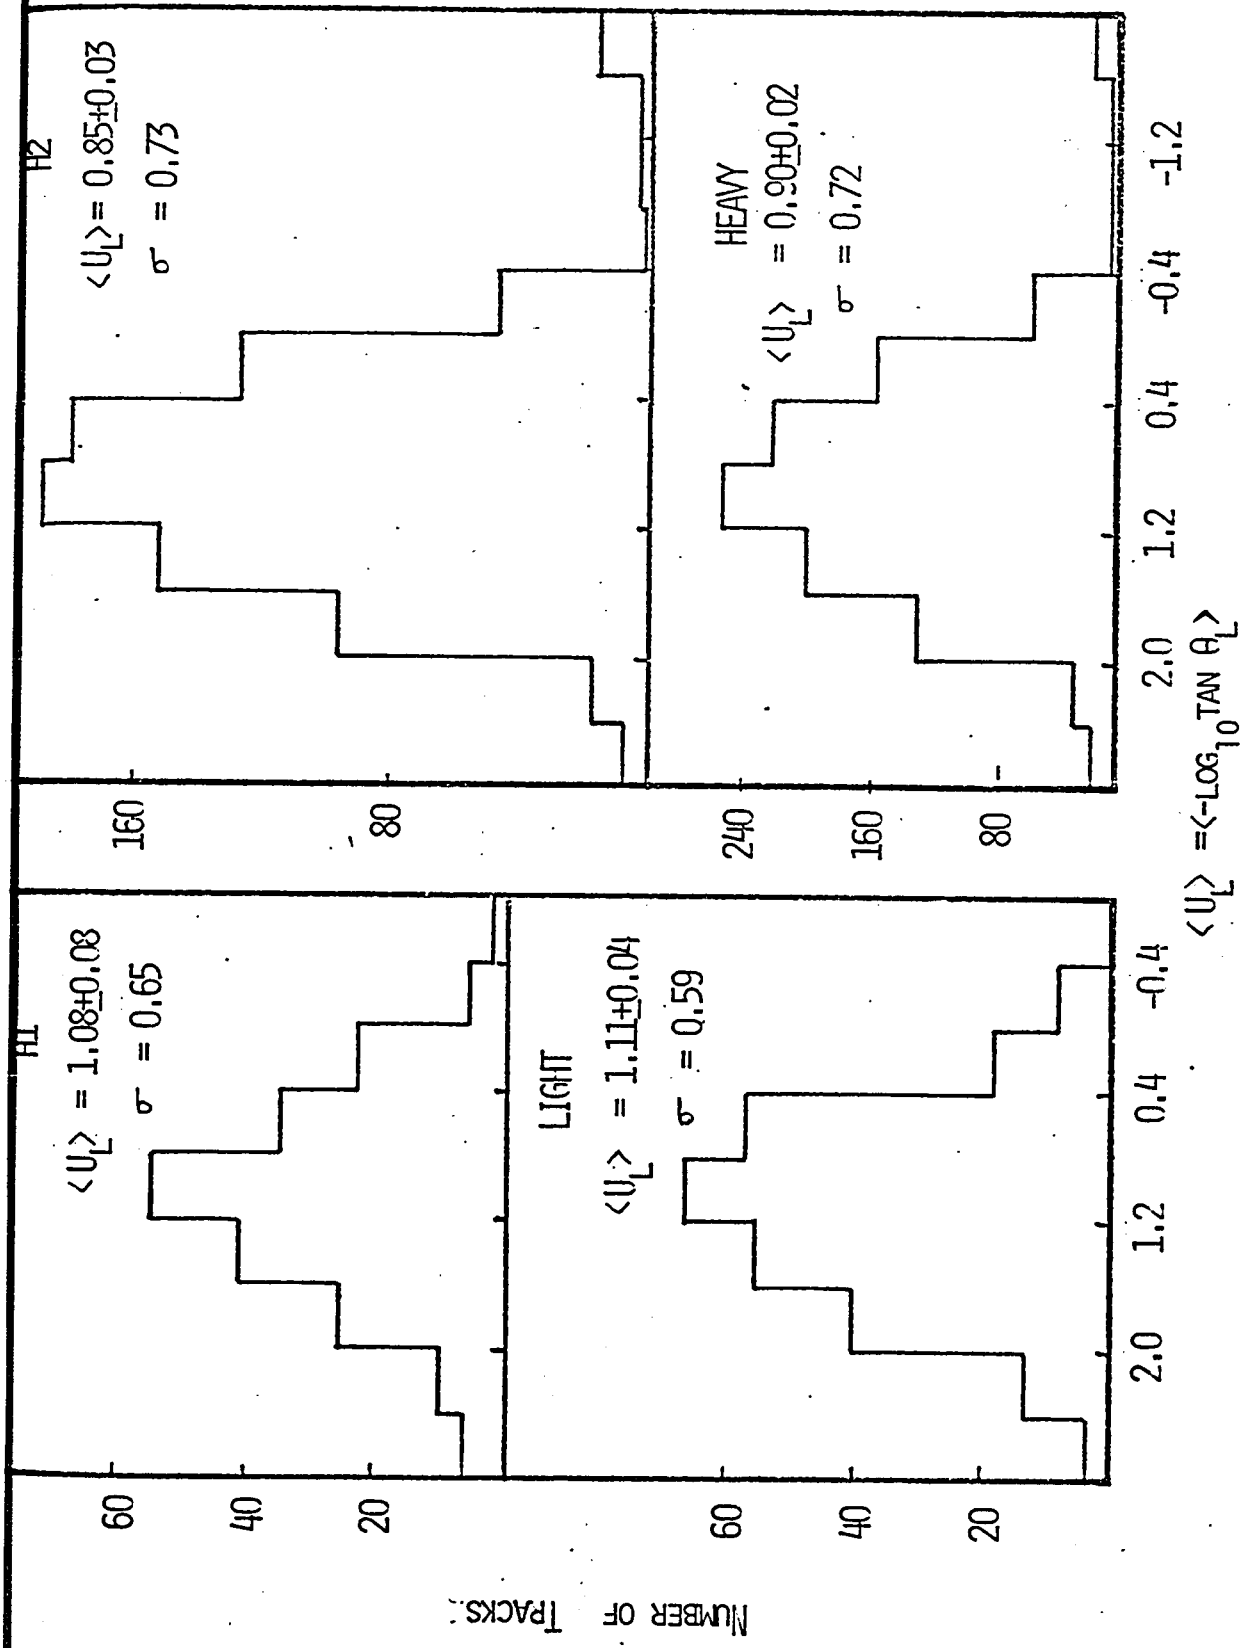 H1
<U_L> = 1.08±0.08
σ = 0.65
60
40
20
H2
<U_L> = 0.85±0.03
σ = 0.73
160
80
LIGHT
<U_L> = 1.11±0.04
σ = 0.59
60
40
20
2.0 1.2 0.4 -0.4
HEAVY
<U_L> = 0.90±0.02
σ = 0.72
240
160
80
2.0 1.2 0.4 -0.4 -1.2
NUMBER OF TRACKS
<U_L> =<-LOG₁₀ TAN θ_L>